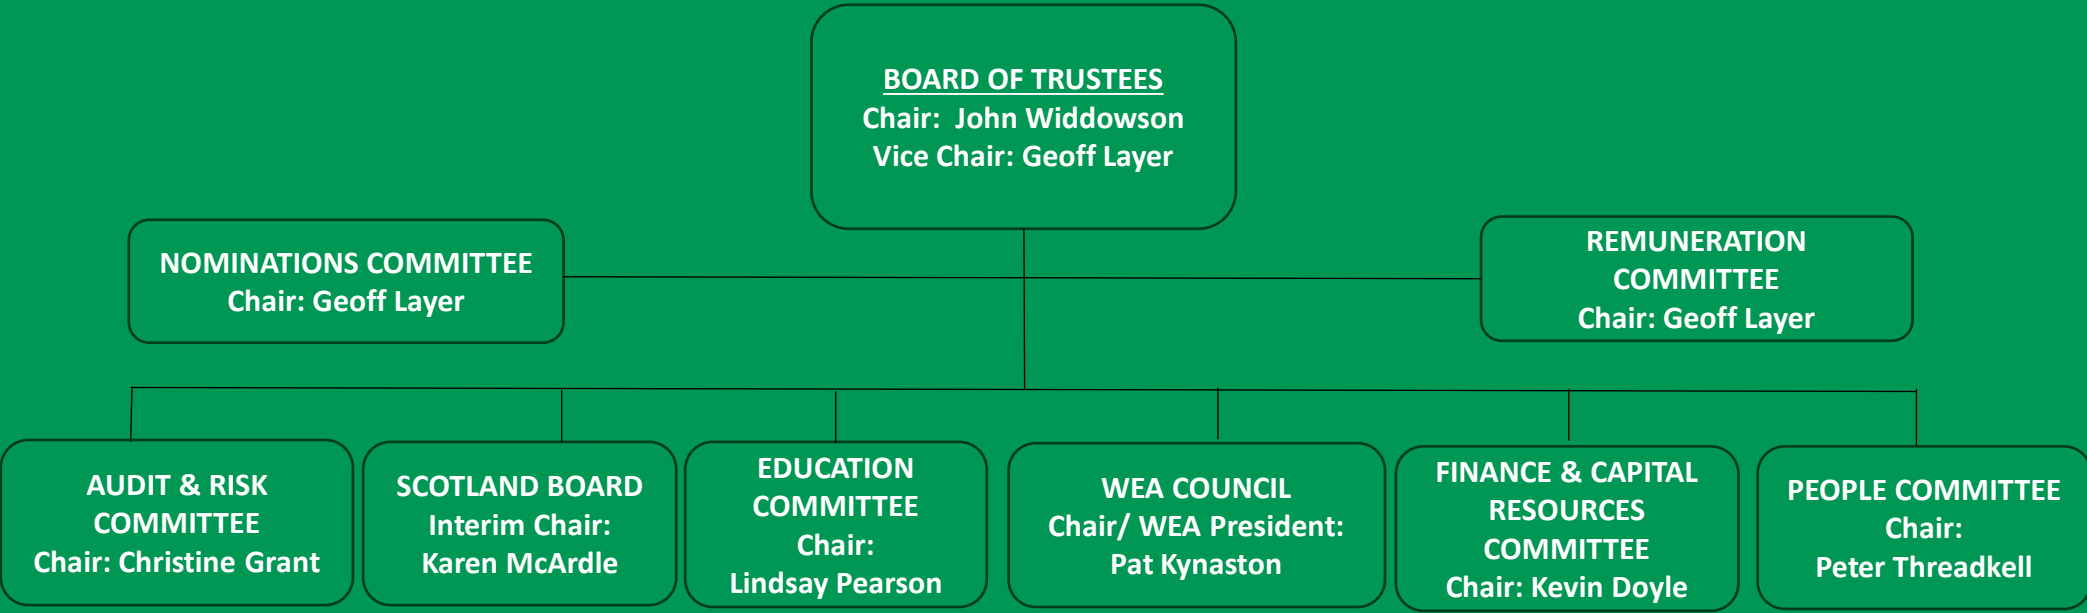 BOARD OF TRUSTEES
Chair: John Widdowson
Vice Chair: Geoff Layer
NOMINATIONS COMMITTEE
Chair: Geoff Layer
REMUNERATION
COMMITTEE
Chair: Geoff Layer
AUDIT & RISK
COMMITTEE
Chair: Christine Grant
SCOTLAND BOARD
Interim Chair:
Karen McArdle
EDUCATION
COMMITTEE
Chair:
Lindsay Pearson
WEA COUNCIL
Chair/ WEA President:
Pat Kynaston
FINANCE & CAPITAL
RESOURCES
COMMITTEE
Chair: Kevin Doyle
PEOPLE COMMITTEE
Chair:
Peter Threadkell